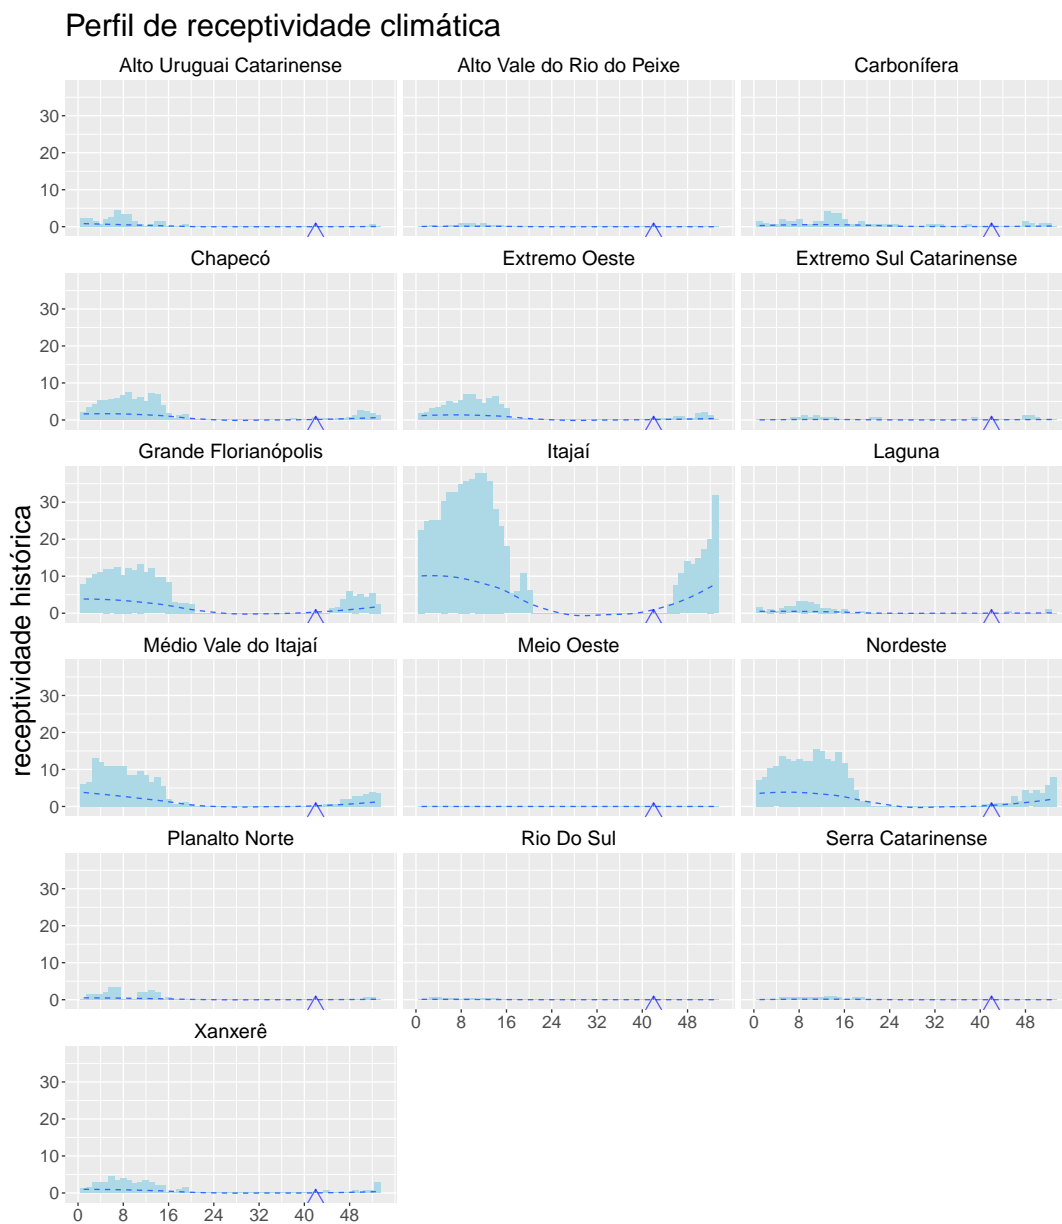 Perfil de receptividade climática
Alto Uruguai Catarinense Alto Vale do Rio do Peixe Carbonífera
30
20
10
0
Chapecó Extremo Oeste Extremo Sul Catarinense
30
20
10
0
Grande Florianópolis Itajaí Laguna
30
20
10
0
receptividade histórica
Médio Vale do Itajaí Meio Oeste Nordeste
30
20
10
0
Planalto Norte Rio Do Sul Serra Catarinense
30
20
10
0
0 8 16 24 32 40 48 0 8 16 24 32 40 48
Xanxerê
30
20
10
0
0 8 16 24 32 40 48